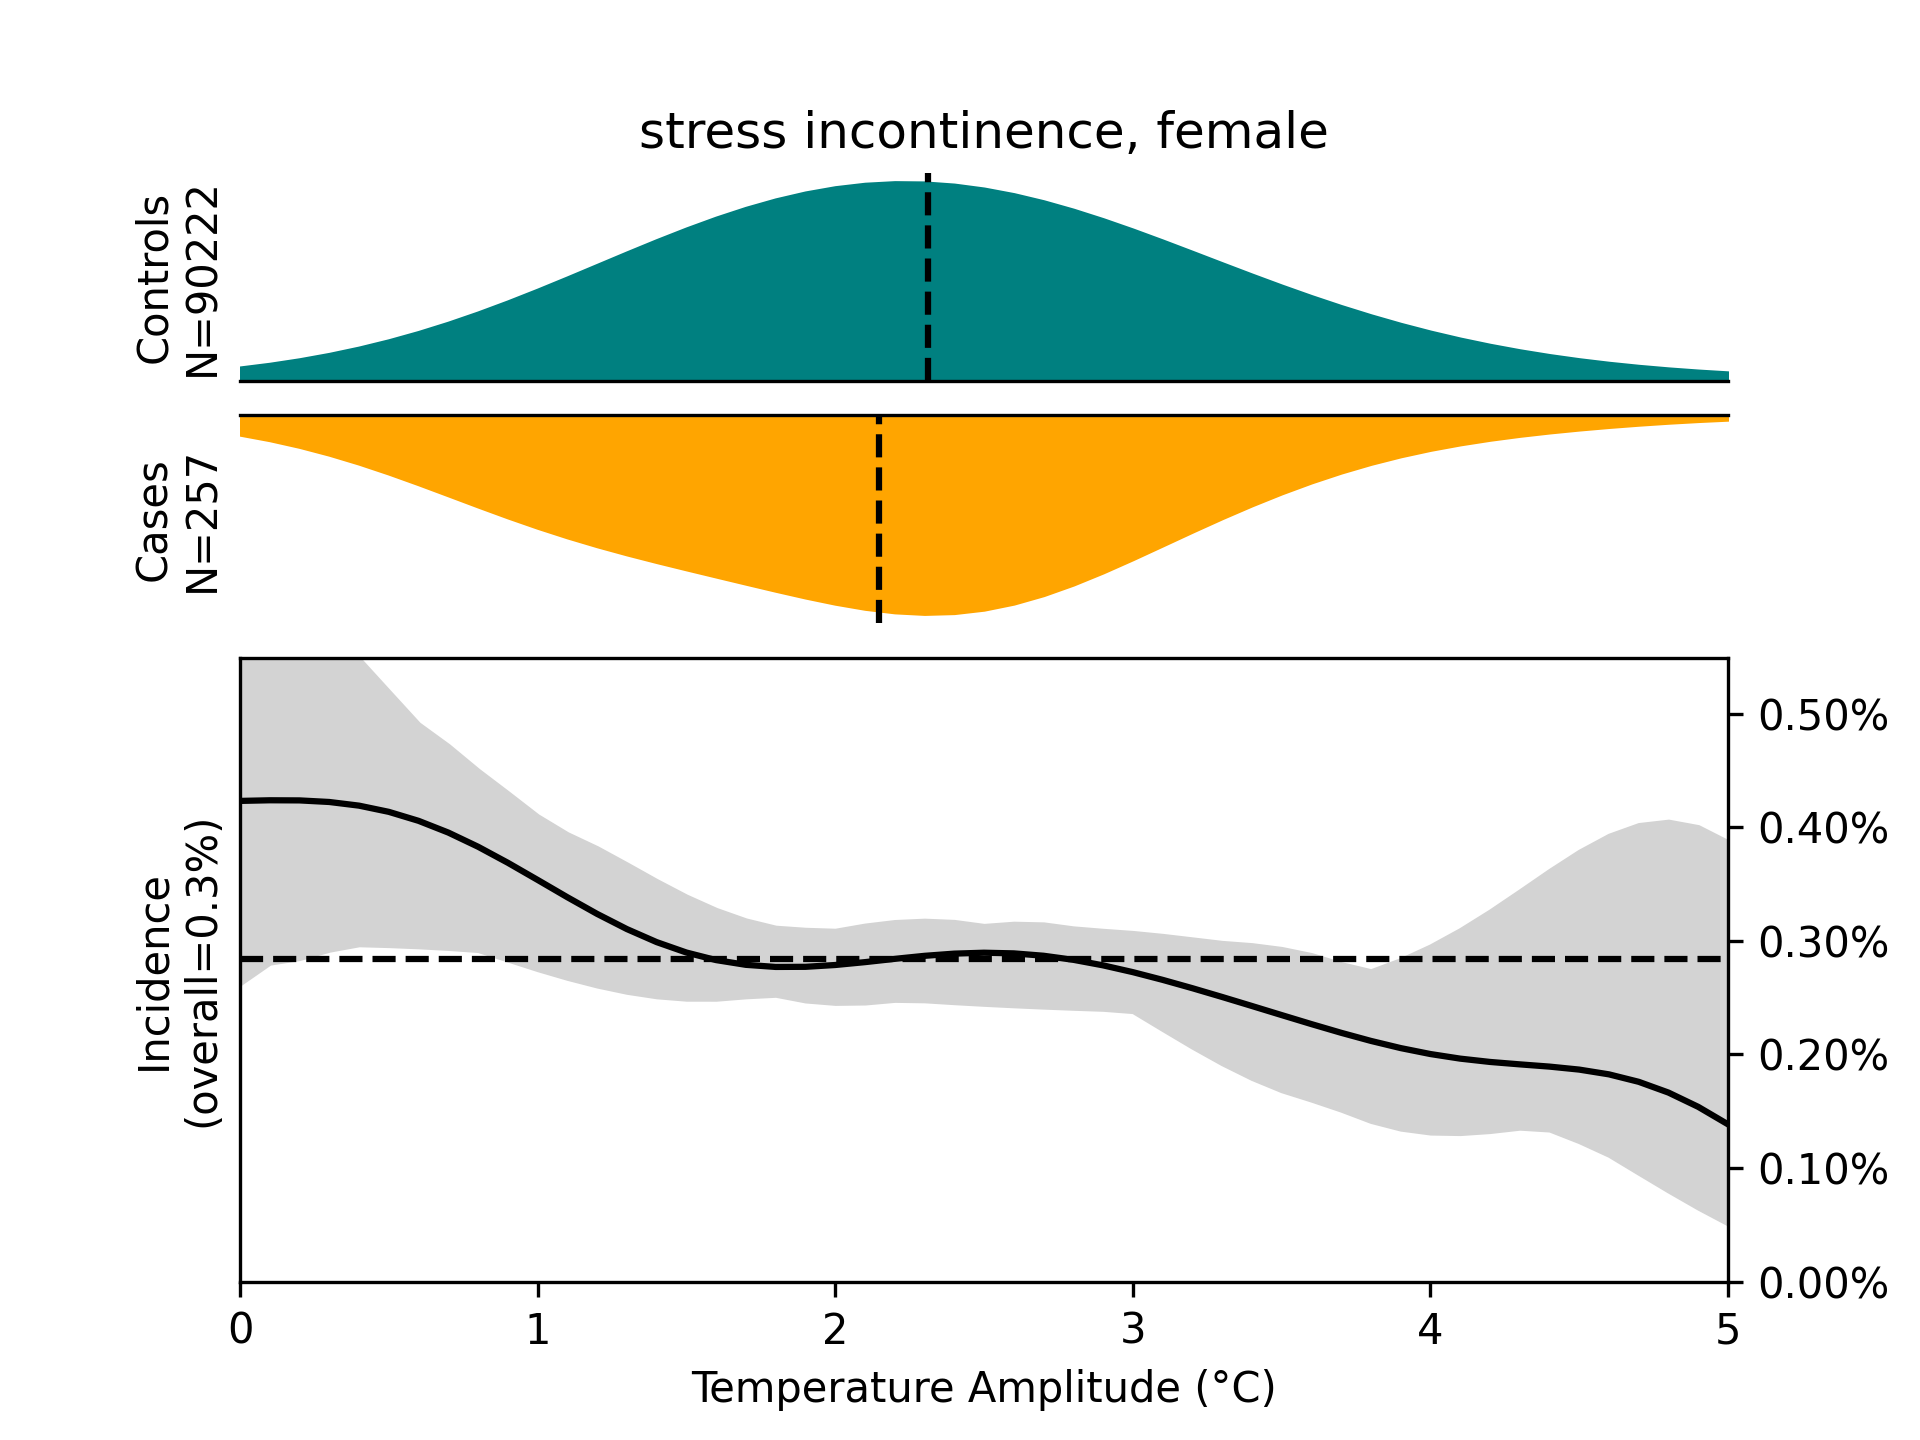 stress incontinence, female
Controls
N=90222
Cases
N=257
Incidence
(overall=0.3%)
0.50%
0.40%
0.30%
0.20%
0.10%
0.00%
0 1 2 3 4 5
Temperature Amplitude (°C)